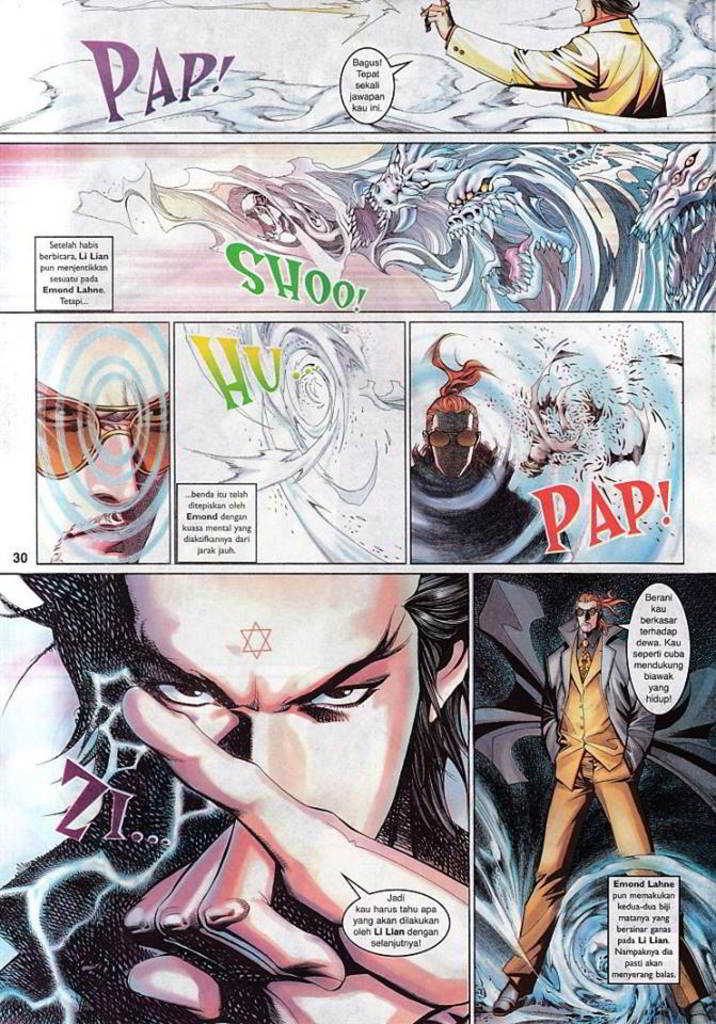 PAP!
Bagus!
Tepat
sekali
jawapan
kau ini.
Setelah habis
berbicara, Li Lian
pun menjentikkan
sesuatu pada
Emond Lahne.
Tetapi...
SHOO!
HU...
...benda itu telah
ditepiskan oleh
Emond dengan
kuasa mental yang
diaktifkannya dari
jarak jauh.
PAP!
30
ZI...
Jadi
kau harus tahu apa
yang akan dilakukan
oleh Li Lian dengan
selanjutnya!
Berani
kau
berkasar
terhadap
dewa. Kau
seperti cuba
mendukung
biawak
yang
hidup!
Emond Lahne
pun memakukan
kedua-dua biji
matanya yang
bersinar ganas
pada Li Lian.
Nampaknya dia
pasti akan
menyerang balas.